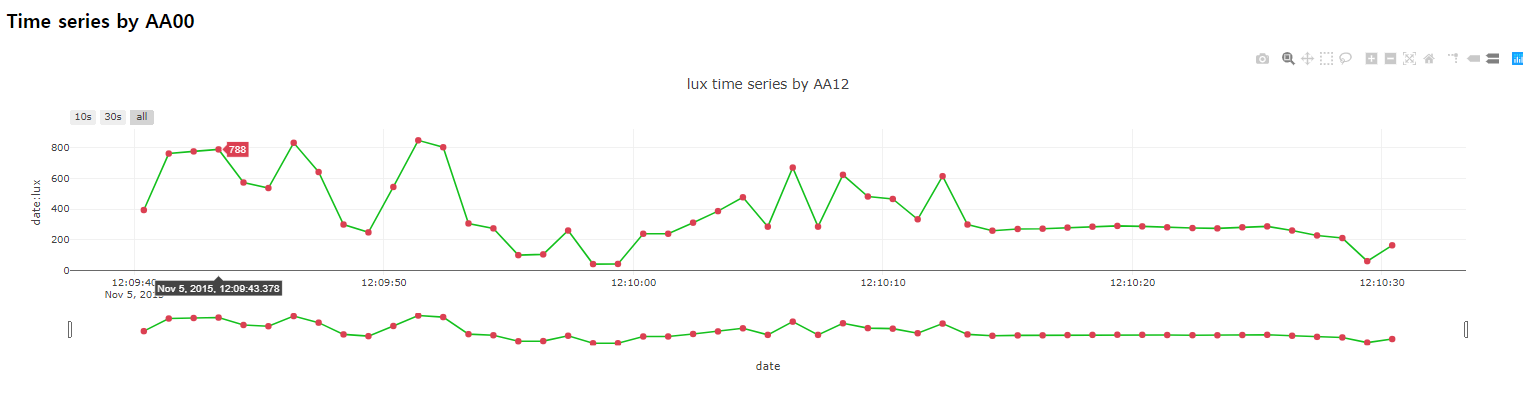 Time series by AA00
lux time series by AA12
10s 30s all
date:lux
800
600
400
200
0
788
12:09:40 12:09:50 12:10:00 12:10:10 12:10:20 12:10:30
Nov 5, 2015
Nov 5, 2015, 12:09:43.378
date